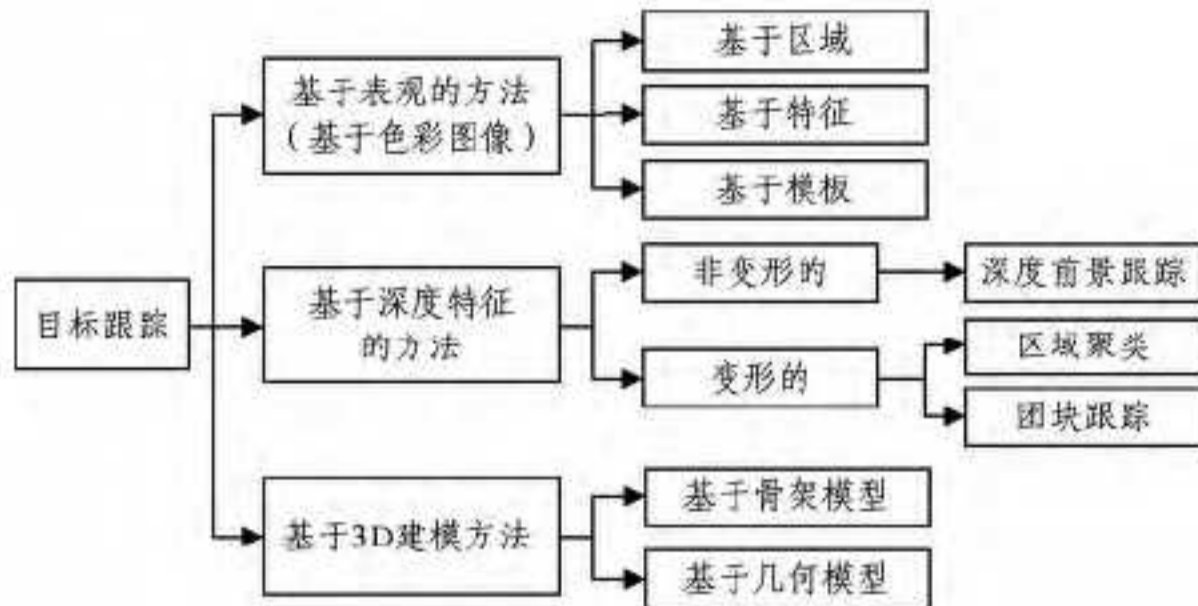 基于区域
基于表观的方法
（基于色彩图像）
基于特征
基于模板
非变形的
深度前景跟踪
目标跟踪
基于深度特征
的方法
区域聚类
变形的
团块跟踪
基于骨架模型
基于3D建模方法
基于几何模型